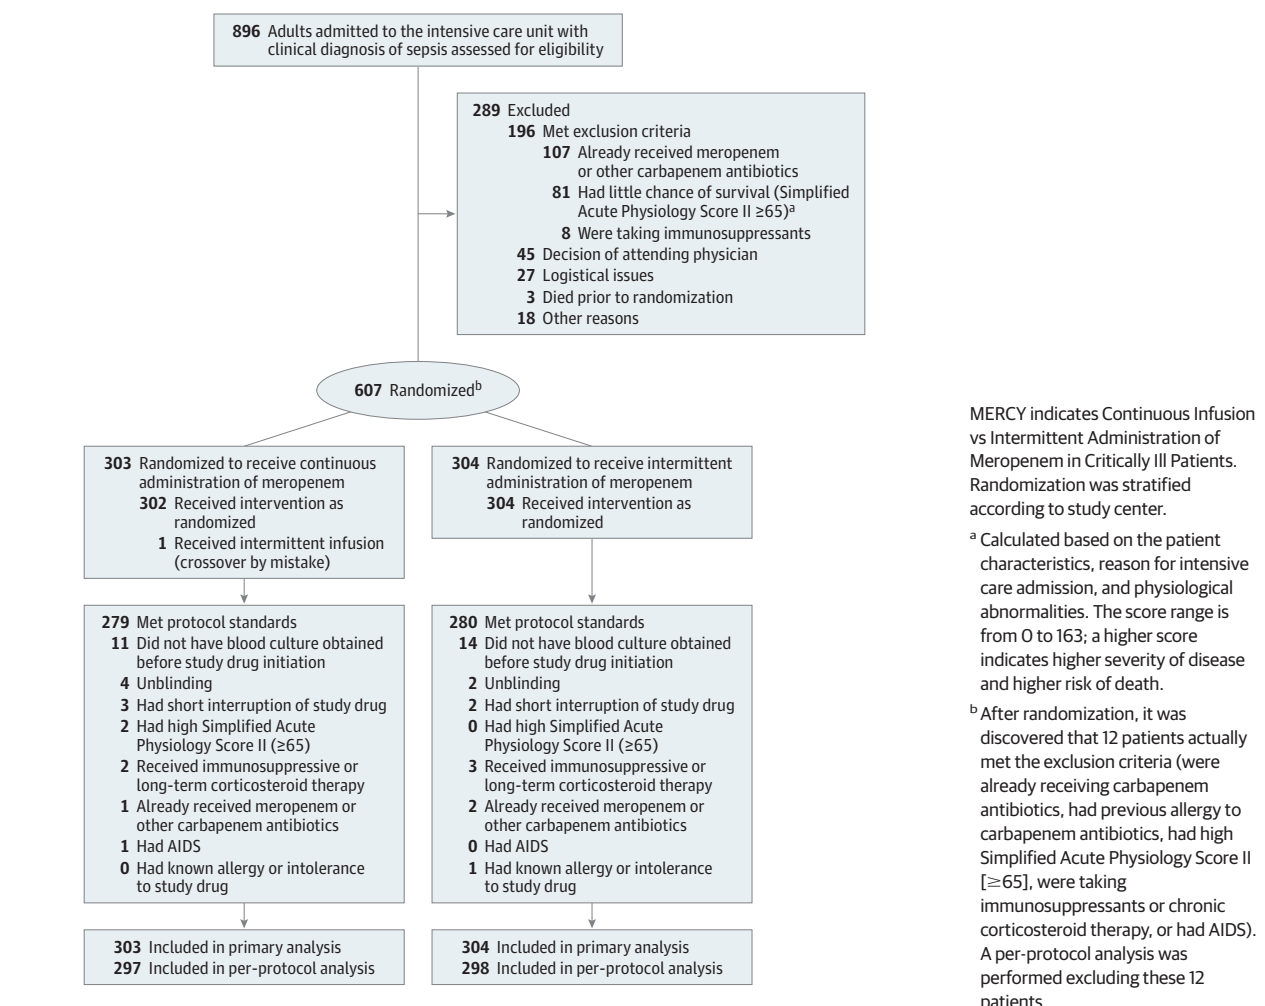 896 Adults admitted to the intensive care unit with
clinical diagnosis of sepsis assessed for eligibility
289 Excluded
196 Met exclusion criteria
107 Already received meropenem
or other carbapenem antibiotics
81 Had little chance of survival (Simplified
Acute Physiology Score II ≥65)a
8 Were taking immunosuppressants
45 Decision of attending physician
27 Logistical issues
3 Died prior to randomization
18 Other reasons
607 Randomizedb
303 Randomized to receive continuous
administration of meropenem
302 Received intervention as
randomized
1 Received intermittent infusion
(crossover by mistake)
304 Randomized to receive intermittent
administration of meropenem
304 Received intervention as
randomized
279 Met protocol standards
11 Did not have blood culture obtained
before study drug initiation
4 Unblinding
3 Had short interruption of study drug
2 Had high Simplified Acute
Physiology Score II (≥65)
2 Received immunosuppressive or
long-term corticosteroid therapy
1 Already received meropenem or
other carbapenem antibiotics
1 Had AIDS
0 Had known allergy or intolerance
to study drug
280 Met protocol standards
14 Did not have blood culture obtained
before study drug initiation
2 Unblinding
2 Had short interruption of study drug
0 Had high Simplified Acute
Physiology Score II (≥65)
3 Received immunosuppressive or
long-term corticosteroid therapy
2 Already received meropenem or
other carbapenem antibiotics
0 Had AIDS
1 Had known allergy or intolerance
to study drug
303 Included in primary analysis
297 Included in per-protocol analysis
304 Included in primary analysis
298 Included in per-protocol analysis
MERCY indicates Continuous Infusion
vs Intermittent Administration of
Meropenem in Critically Ill Patients.
Randomization was stratified
according to study center.
a Calculated based on the patient
characteristics, reason for intensive
care admission, and physiological
abnormalities. The score range is
from 0 to 163; a higher score
indicates higher severity of disease
and higher risk of death.
b After randomization, it was
discovered that 12 patients actually
met the exclusion criteria (were
already receiving carbapenem
antibiotics, had previous allergy to
carbapenem antibiotics, had high
Simplified Acute Physiology Score II
[≥65], were taking
immunosuppressants or chronic
corticosteroid therapy, or had AIDS).
A per-protocol analysis was
performed excluding these 12
patients